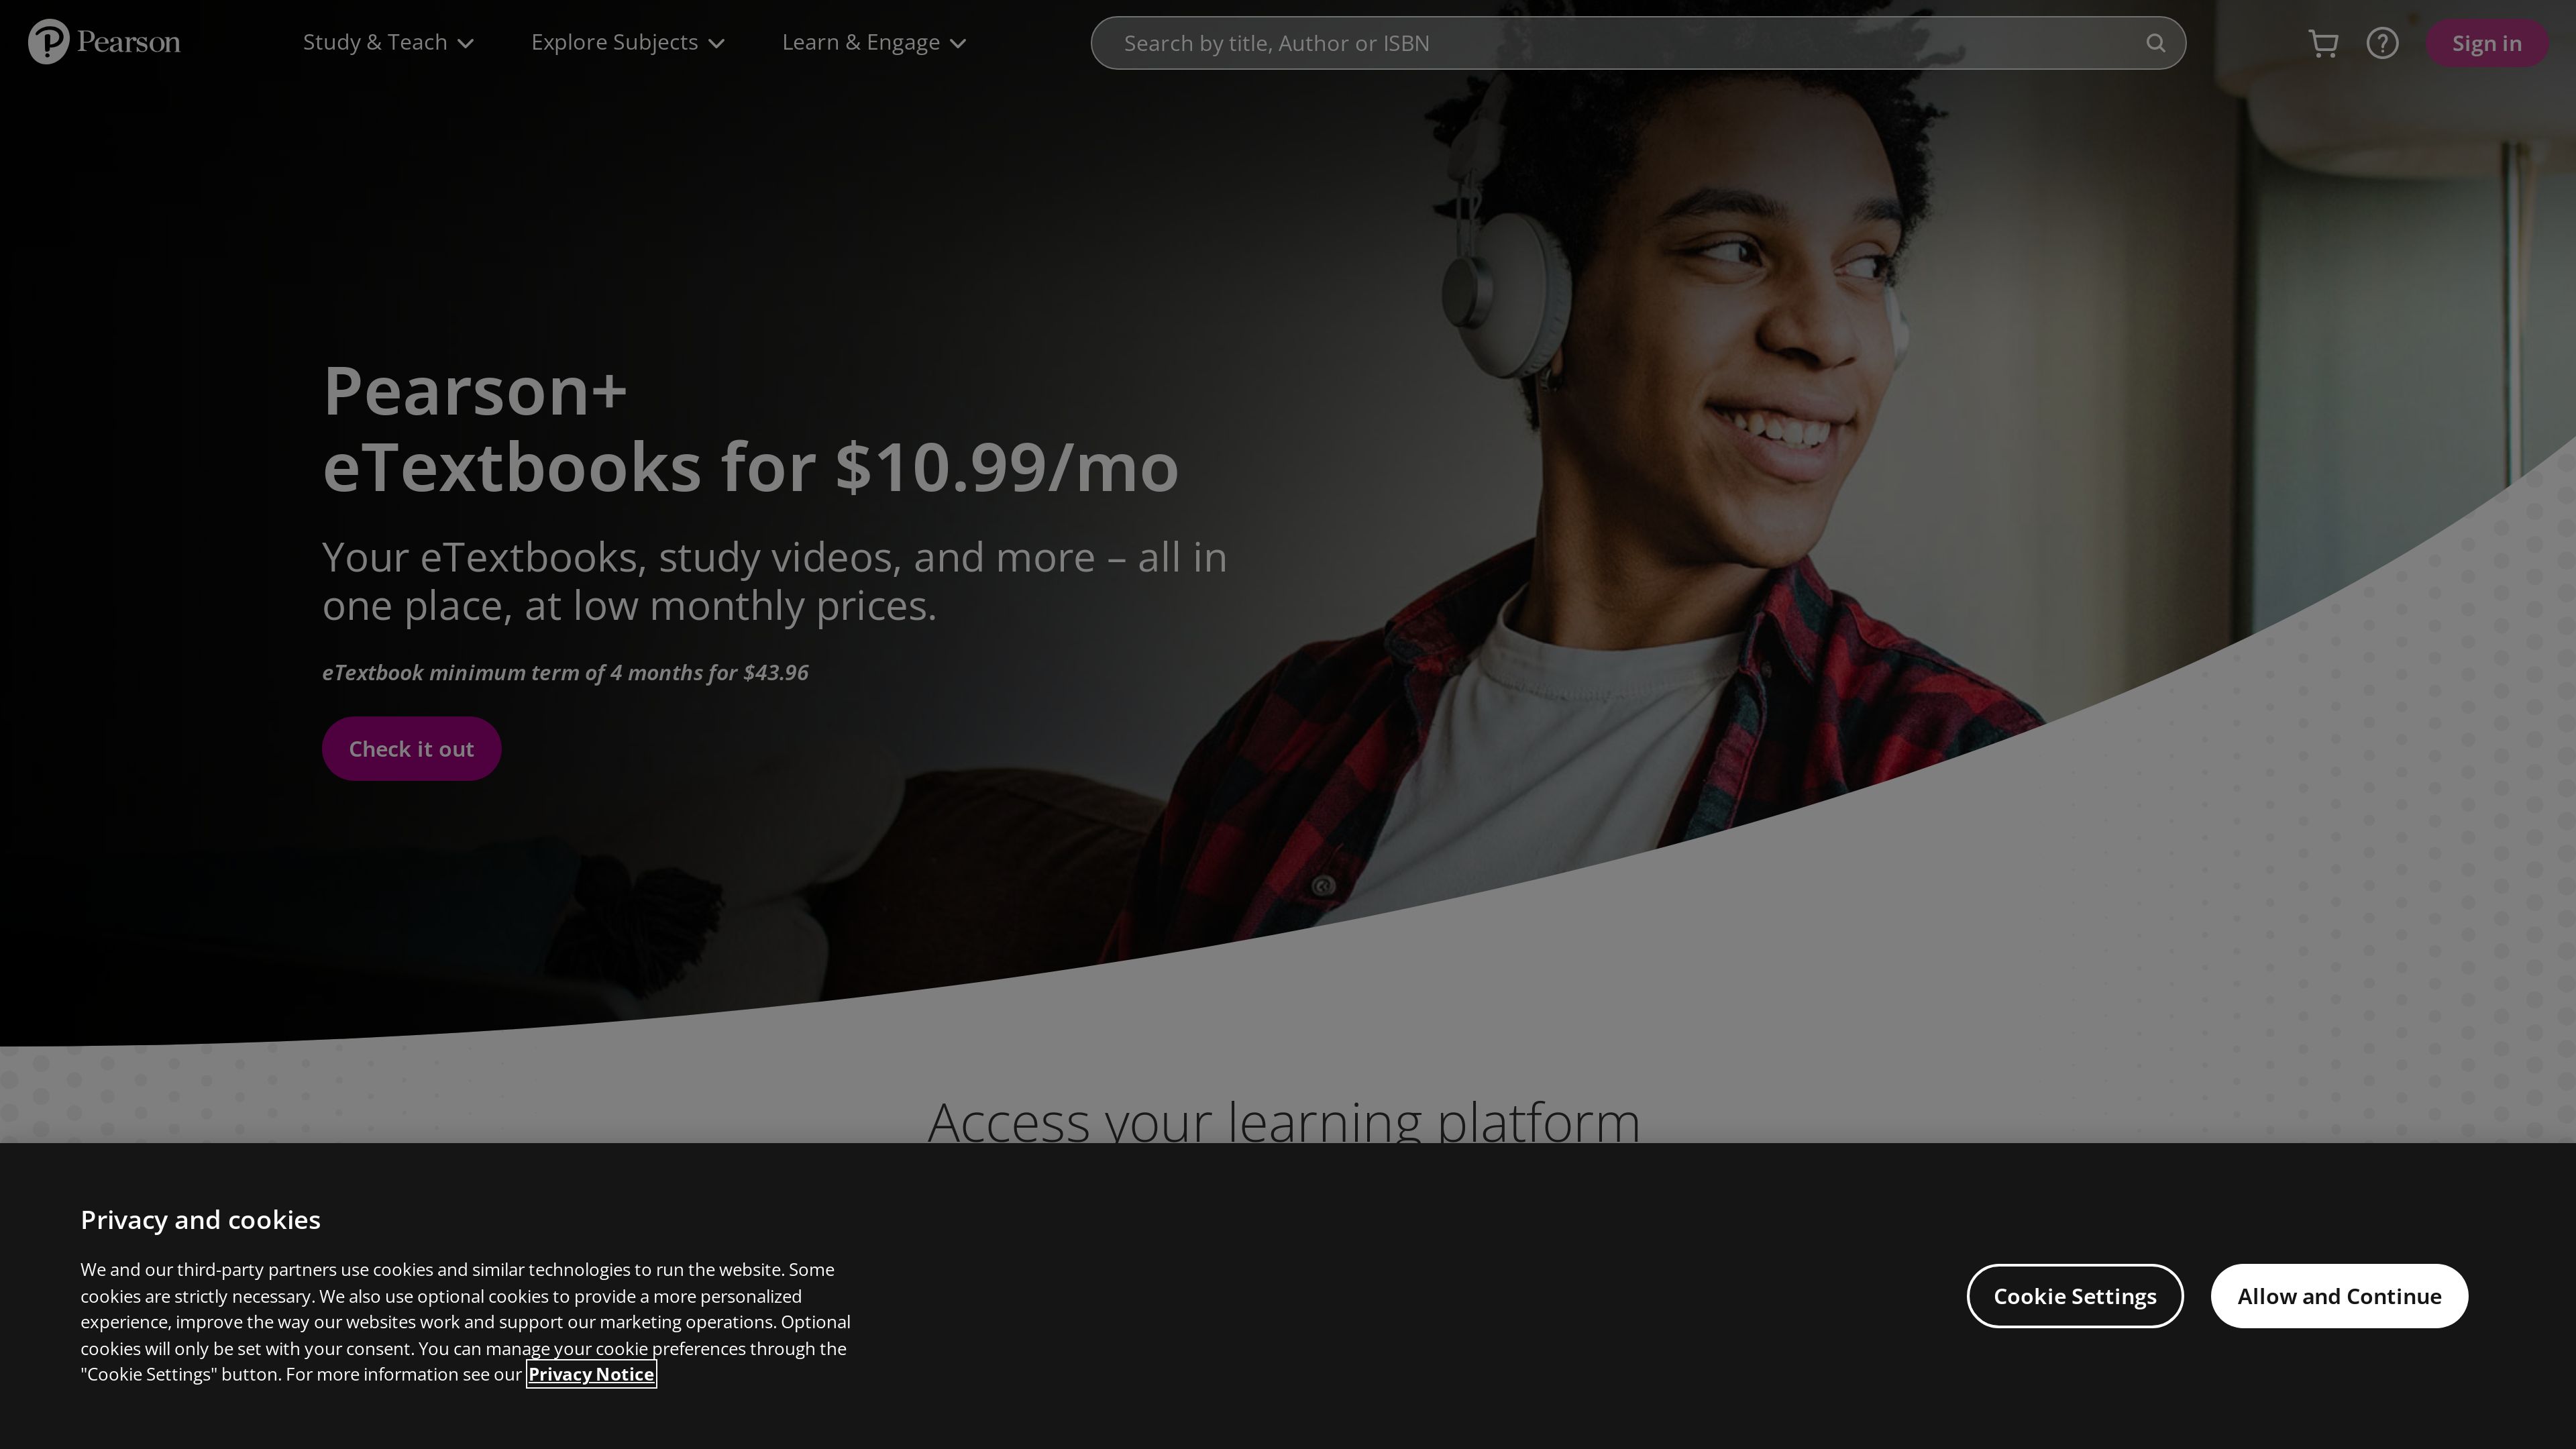 Pearson
Study & Teach
Explore Subjects
Learn & Engage
Search by title, Author or ISBN
Sign in
Pearson+
eTextbooks for $10.99/mo
Your eTextbooks, study videos, and more – all in
one place, at low monthly prices.
eTextbook minimum term of 4 months for $43.96
Check it out
Access your learning platform
Privacy and cookies
We and our third-party partners use cookies and similar technologies to run the website. Some
cookies are strictly necessary. We also use optional cookies to provide a more personalized
experience, improve the way our websites work and support our marketing operations. Optional
cookies will only be set with your consent. You can manage your cookie preferences through the
"Cookie Settings" button. For more information see our Privacy Notice
Cookie Settings
Allow and Continue